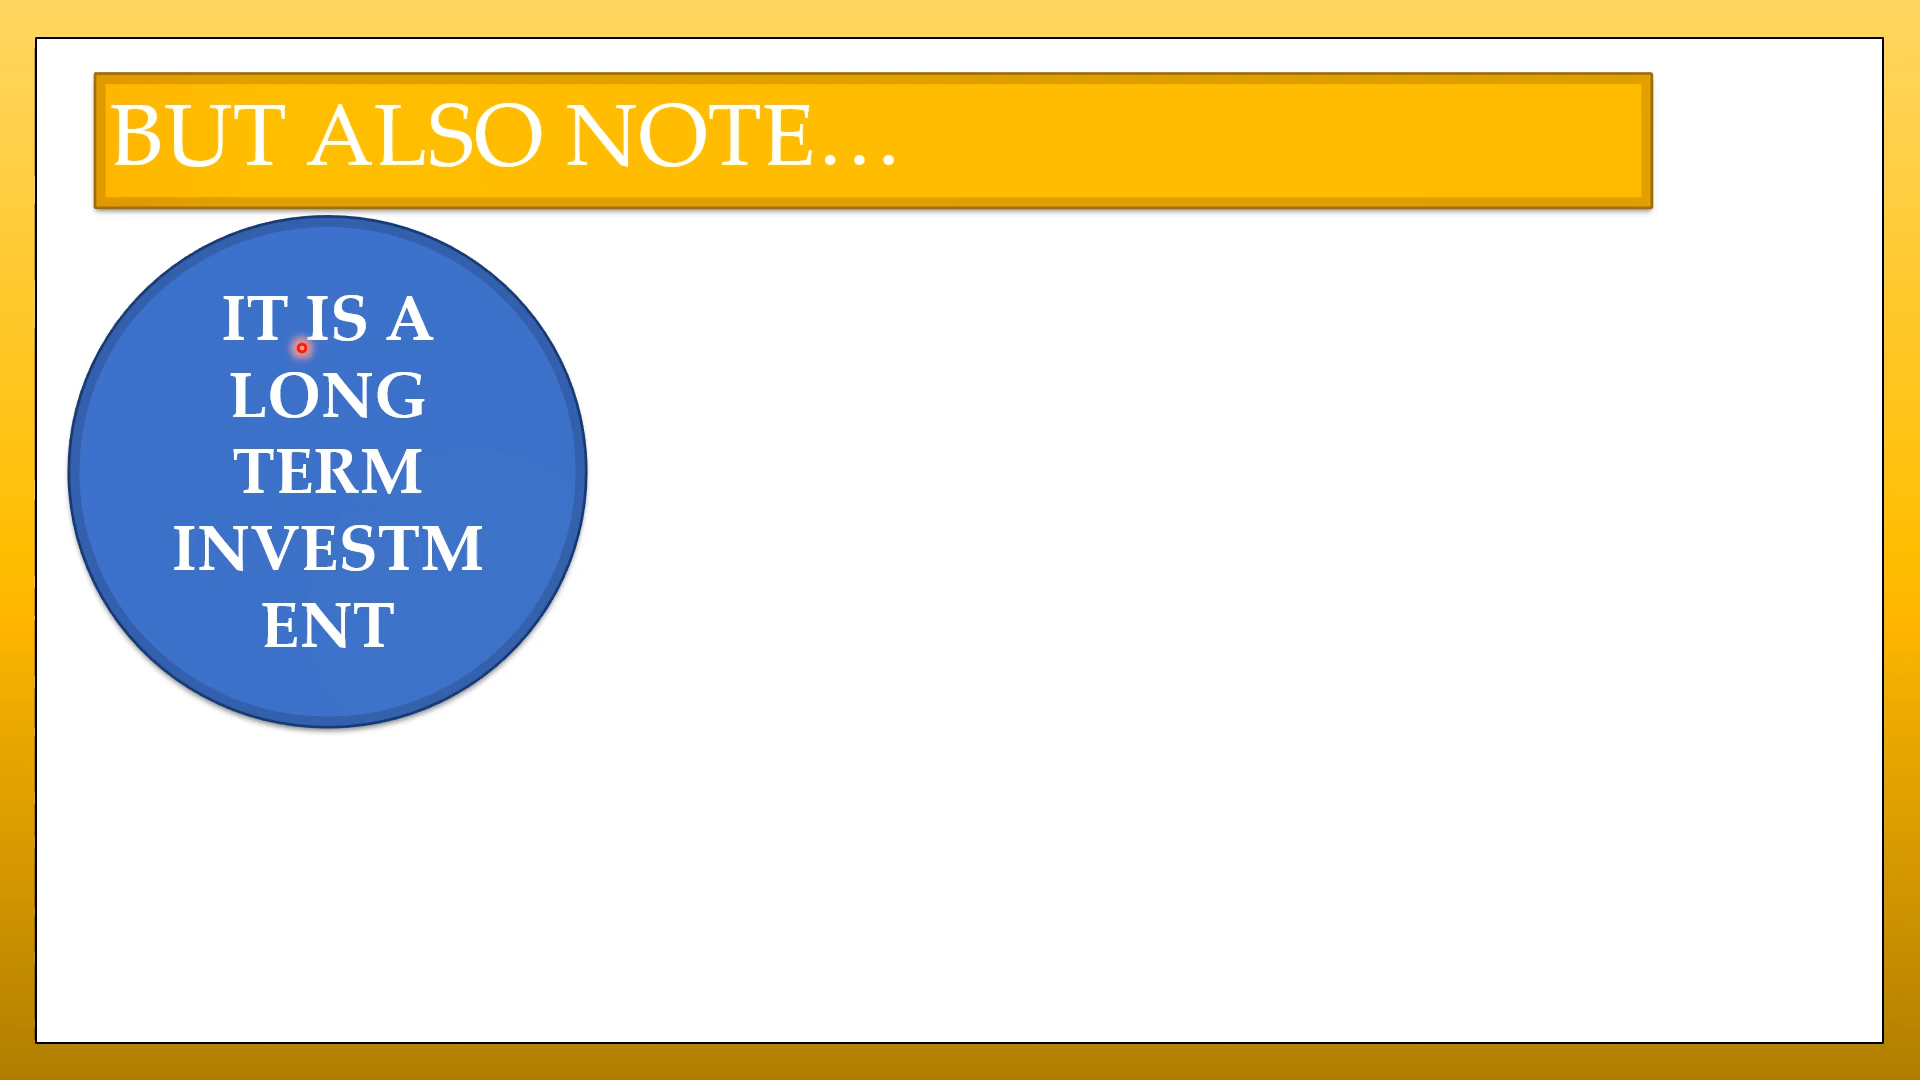 BUT ALSO NOTE…
IT IS A
LONG
TERM
INVESTM
ENT